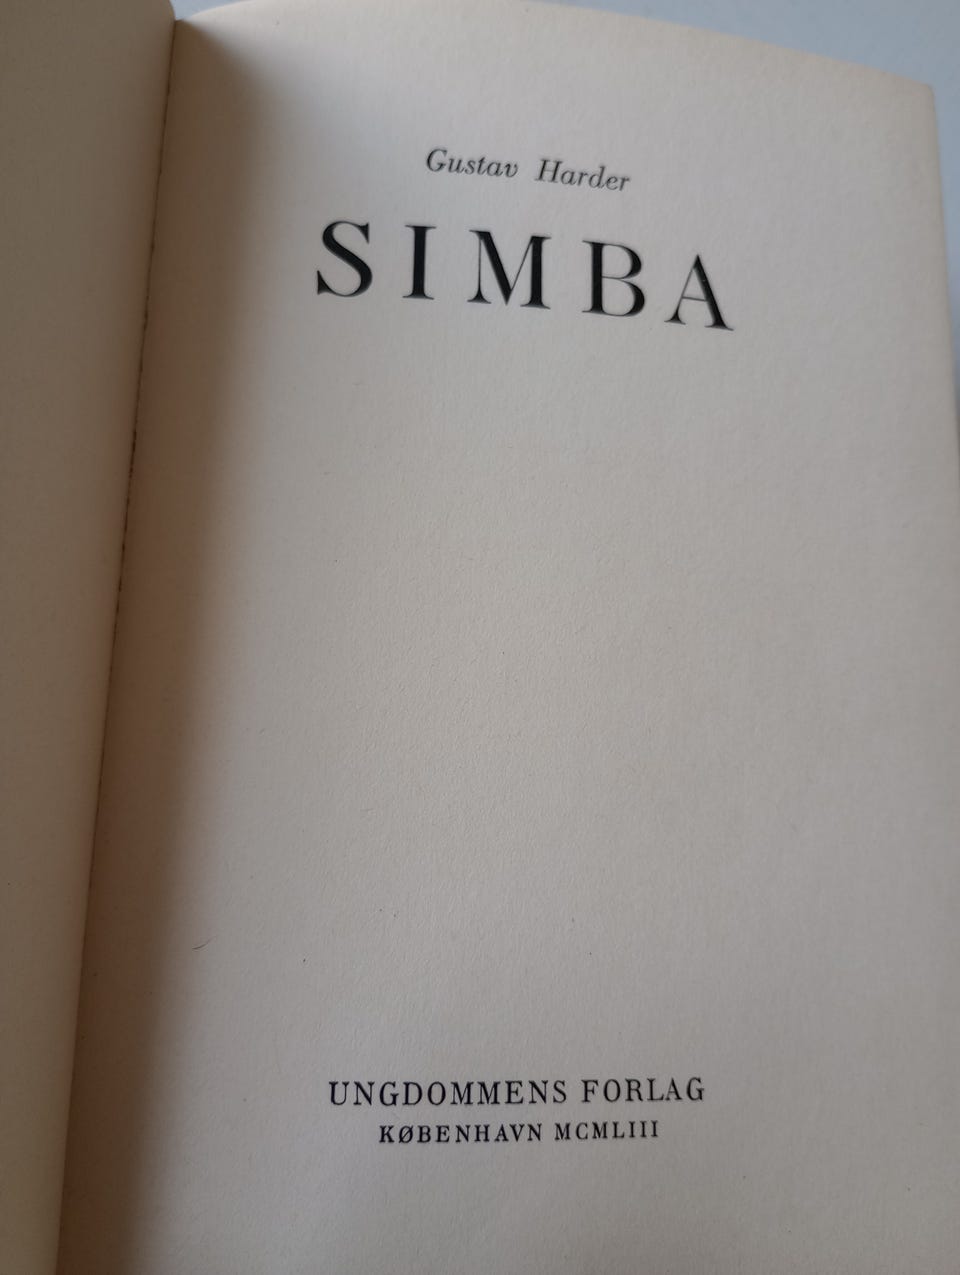 Gustav Harder
SIMBA
UNGDOMMENS FORLAG
KØBENHAVN MCMLIII